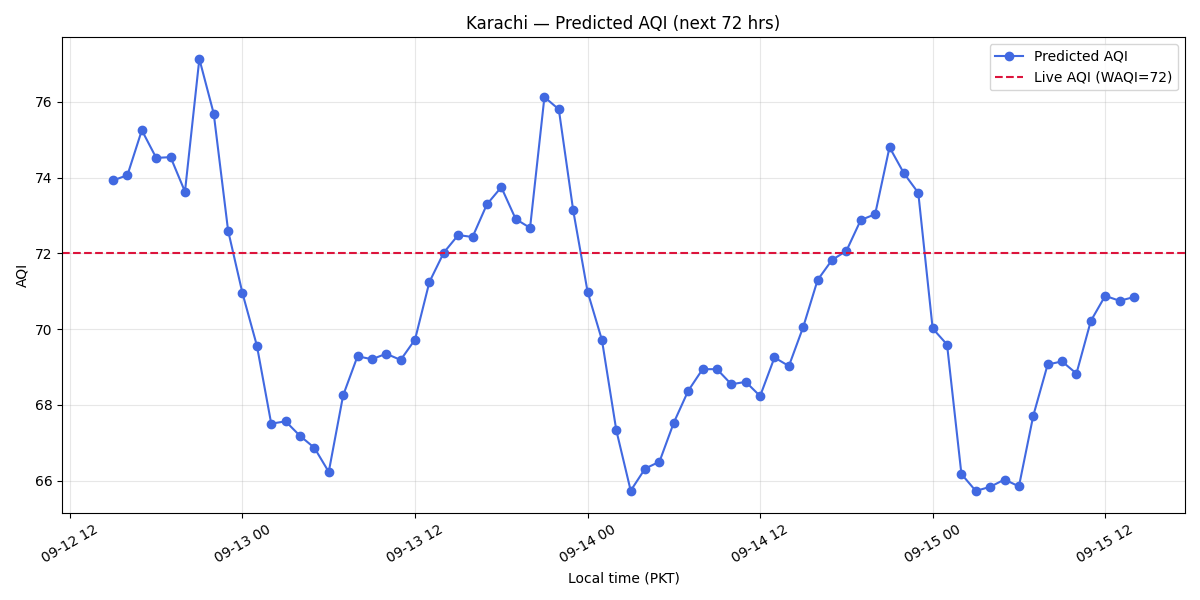 Karachi — Predicted AQI (next 72 hrs)
Predicted AQI
Live AQI (WAQI=72)
AQI
76
74
72
70
68
66
09-12 12
09-13 00
09-13 12
09-14 00
09-14 12
09-15 00
09-15 12
Local time (PKT)